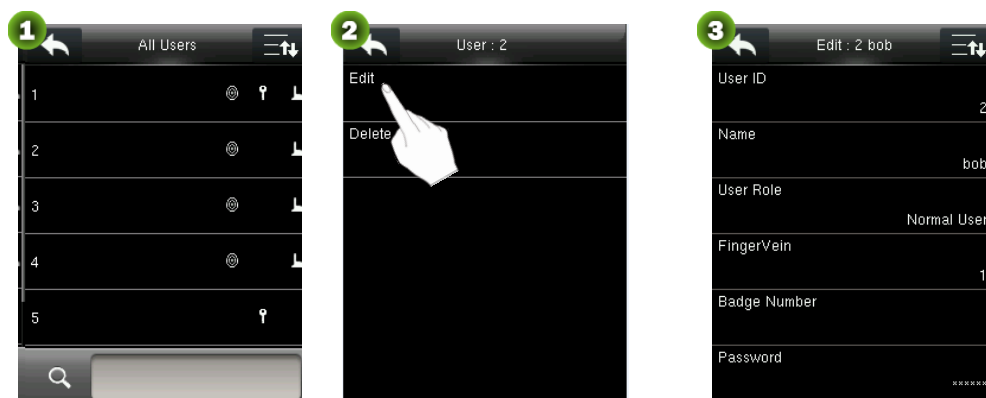 1
All Users
1
2
3
4
5
2
User : 2
Edit
Delete
3
Edit : 2 bob
User ID
2
Name
bob
User Role
Normal User
FingerVein
1
Badge Number
Password
******